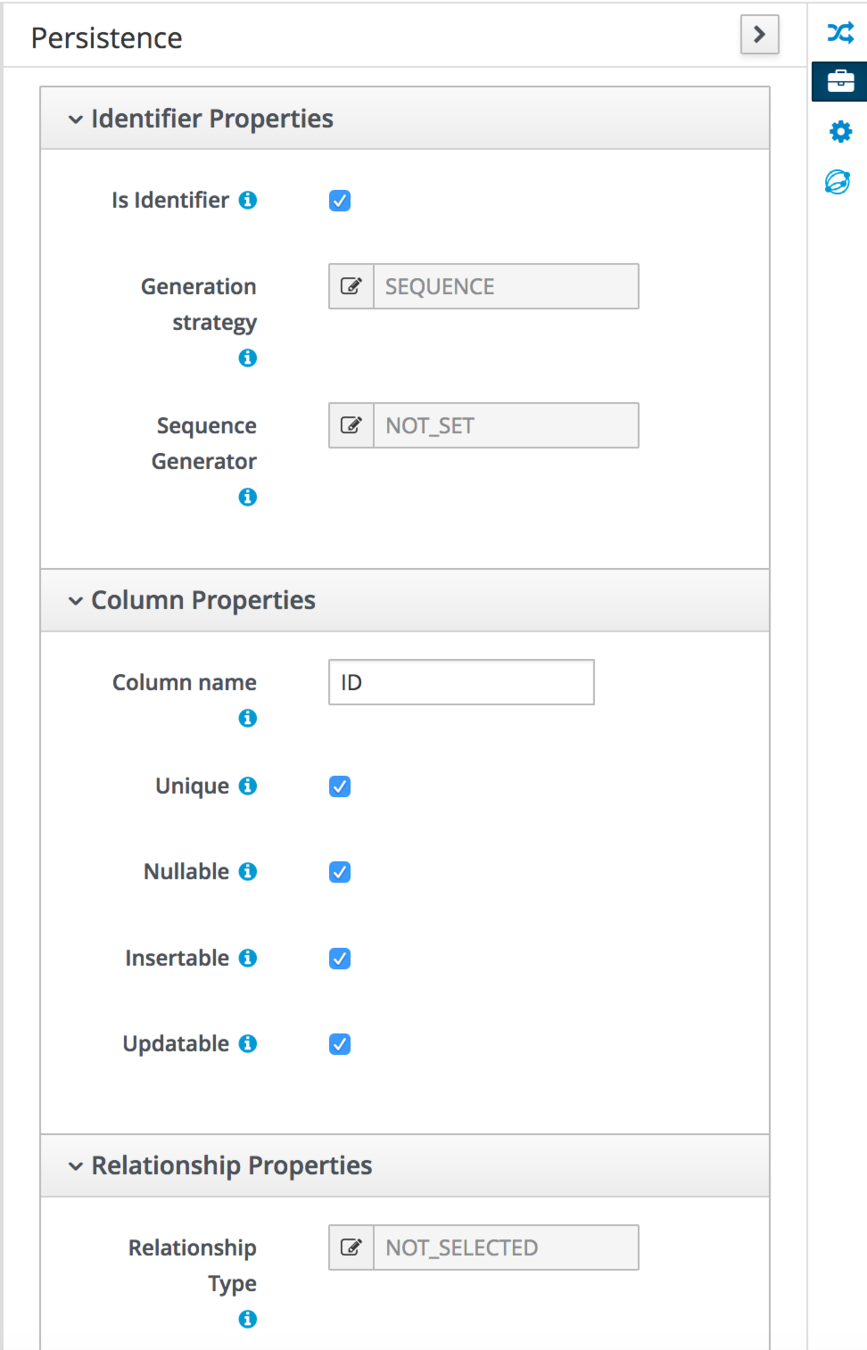 Persistence
Identifier Properties
Is Identifier
Generation
strategy
SEQUENCE
Sequence
Generator
NOT_SET
Column Properties
Column name
ID
Unique
Nullable
Insertable
Updatable
Relationship Properties
Relationship
Type
NOT_SELECTED